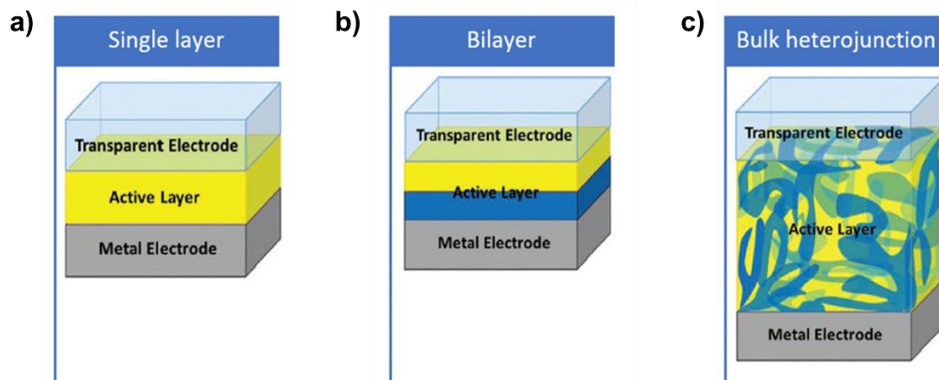 a)
Single layer
Transparent Electrode
Active Layer
Metal Electrode
b)
Bilayer
Transparent Electrode
Active Layer
Metal Electrode
c)
Bulk heterojunction
Transparent Electrode
Active Layer
Metal Electrode